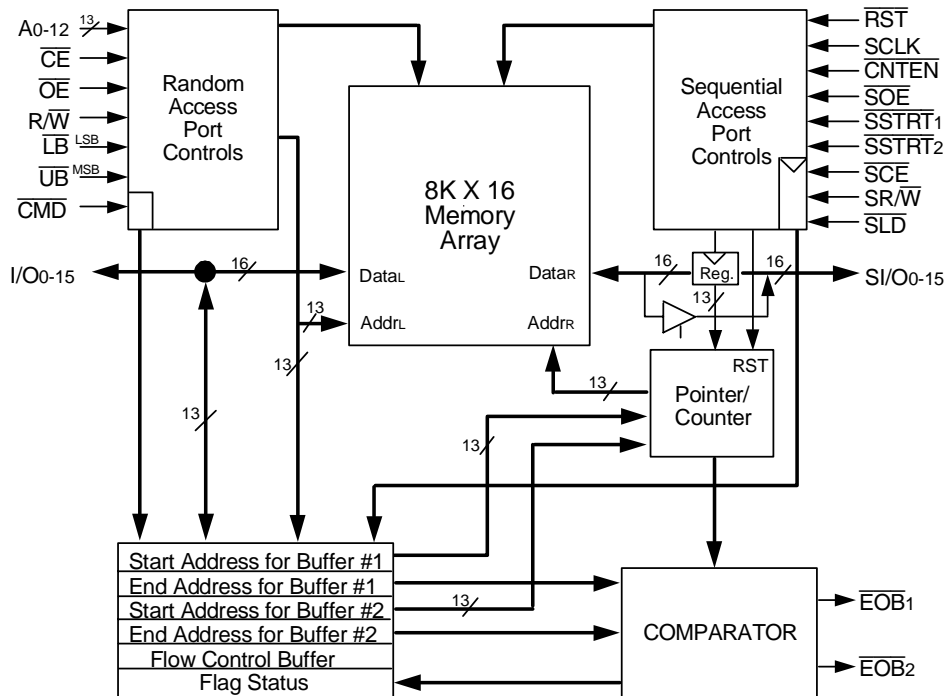 A0-12
13
CE
OE
R/W
LB LSB
UB MSB
CMD
Random
Access
Port
Controls
8K X 16
Memory
Array
Sequential
Access
Port
Controls
RST
SCLK
CNTEN
SOE
SSTRT1
SSTRT2
SCE
SR/W
SLD
I/O0-15
16
DataL
DataR
16
Reg.
16
SI/O0-15
13
AddrL
AddrR
13
13
RST
13
Pointer/
Counter
13
13
Start Address for Buffer #1
End Address for Buffer #1
Start Address for Buffer #2
13
End Address for Buffer #2
Flow Control Buffer
Flag Status
COMPARATOR
EOB1
EOB2